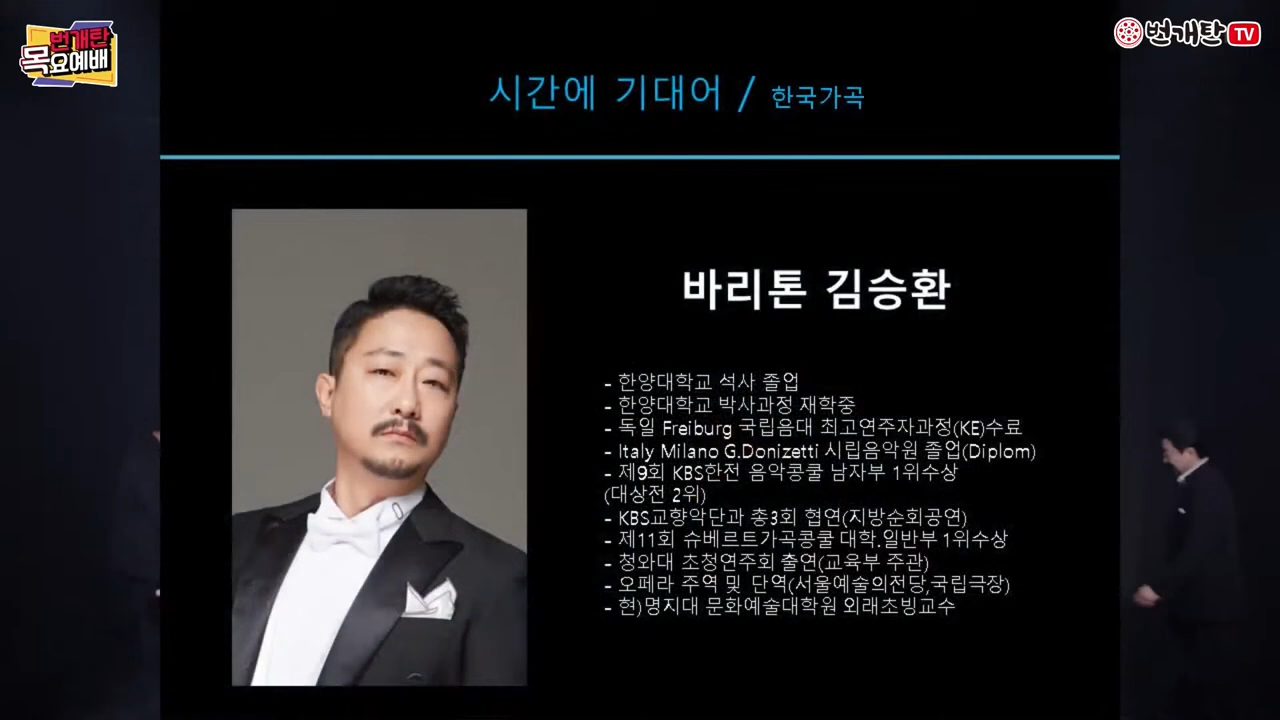 번개탄
목요예배
번개탄 TV
시간에 기대어 / 한국가곡
바리톤 김승환
- 한양대학교 석사 졸업
- 한양대학교 박사과정 재학중
- 독일 Freiburg 국립음대 최고연주자과정(KE)수료
- Italy Milano G.Donizetti 시립음악원 졸업(Diplom)
- 제9회 KBS한전 음악콩쿨 남자부 1위수상
(대상전 2위)
- KBS교향악단과 총3회 협연(지방순회공연)
- 제11회 슈베르트가곡콩쿨 대학.일반부 1위수상
- 청와대 초청연주회 출연(교육부 주관)
- 오페라 주역 및 단역(서울예술의전당,국립극장)
- 현)명지대 문화예술대학원 외래초빙교수